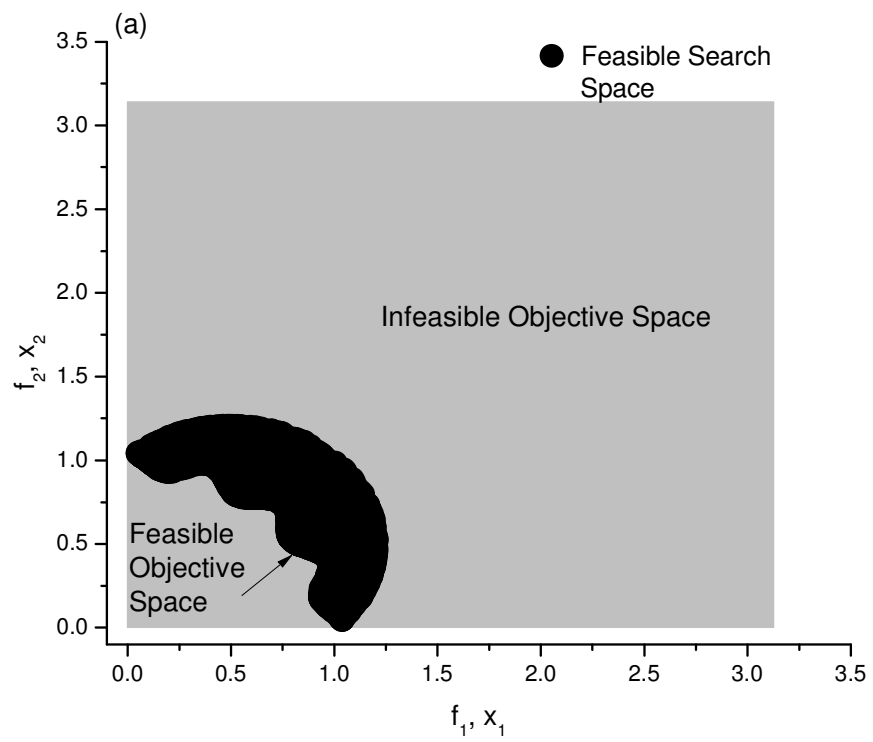 (a)
3.5
Feasible Search
Space
3.0
2.5
2.0
Infeasible Objective Space
f2, x2
1.5
1.0
Feasible
0.5
Objective
Space
0.0
0.0 0.5 1.0 1.5 2.0 2.5 3.0 3.5
f1, x1